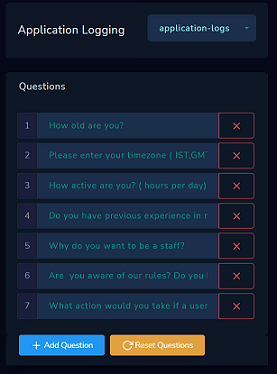 Application Logging
application-logs
Questions
1 How old are you?
2 Please enter your timezone ( IST,GMT
3 How active are you? ( hours per day)
4 Do you have previous experience in
5 Why do you want to be a staff?
6 Are you aware of our rules? Do you
7 What action would you take if a user
+ Add Question
Reset Questions